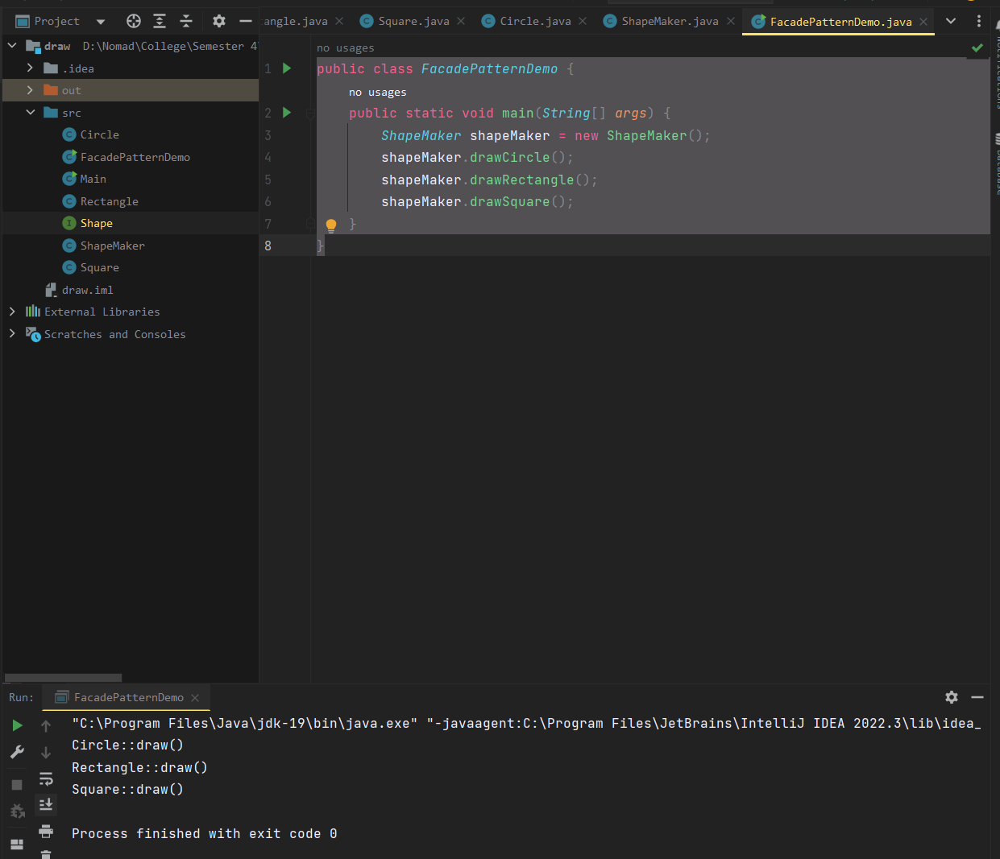 Project
angle.java
Square.java
Circle.java
ShapeMaker.java
FacadePatternDemo.java
draw D:\Nomad\College\Semester 4
.idea
out
src
Circle
FacadePatternDemo
Main
Rectangle
Shape
ShapeMaker
Square
draw.iml
External Libraries
Scratches and Consoles
no usages
1 public class FacadePatternDemo {
no usages
2 public static void main(String[] args) {
3 ShapeMaker shapeMaker = new ShapeMaker();
4 shapeMaker.drawCircle();
5 shapeMaker.drawRectangle();
6 shapeMaker.drawSquare();
7 }
8 }
Run: FacadePatternDemo
"C:\Program Files\Java\jdk-19\bin\java.exe" "-javaagent:C:\Program Files\JetBrains\IntelliJ IDEA 2022.3\lib\idea_
Circle::draw()
Rectangle::draw()
Square::draw()
Process finished with exit code 0